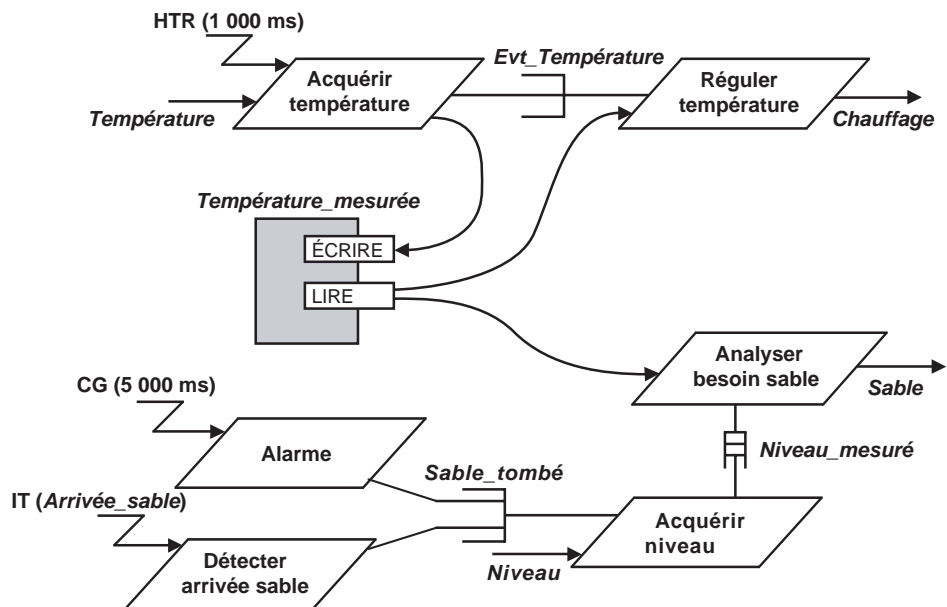 HTR (1 000 ms)
Evt_Température
Acquérir
température
Réguler
température
Température
Chauffage
Température_mesurée
ÉCRIRE
LIRE
Analyser
besoin sable
CG (5 000 ms)
Sable
Alarme
Sable_tombé
Niveau_mesuré
IT (Arrivée_sable)
Acquérir
niveau
Détecter
arrivée sable
Niveau